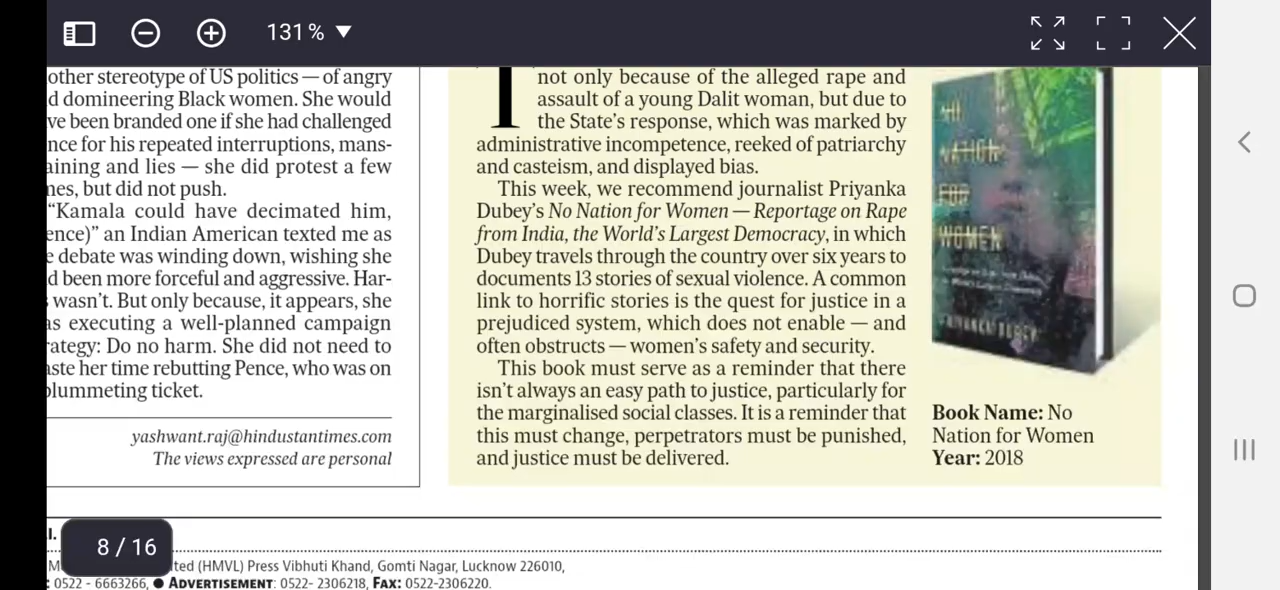 131 %
other stereotype of US politics — of angry
d domineering Black women. She would
ve been branded one if she had challenged
nce for his repeated interruptions, mans-
aining and lies — she did protest a few
nes, but did not push.
“Kamala could have decimated him,
ence)” an Indian American texted me as
e debate was winding down, wishing she
d been more forceful and aggressive. Har-
s wasn't. But only because, it appears, she
as executing a well-planned campaign
rategy: Do no harm. She did not need to
aste her time rebutting Pence, who was on
plummeting ticket.
yashwant.raj@hindustantimes.com
The views expressed are personal
not only because of the alleged rape and
assault of a young Dalit woman, but due to
the State's response, which was marked by
administrative incompetence, reeked of patriarchy
and casteism, and displayed bias.
This week, we recommend journalist Priyanka
Dubey's No Nation for Women — Reportage on Rape
from India, the World's Largest Democracy, in which
Dubey travels through the country over six years to
documents 13 stories of sexual violence. A common
link to horrific stories is the quest for justice in a
prejudiced system, which does not enable — and
often obstructs — women's safety and security.
This book must serve as a reminder that there
isn't always an easy path to justice, particularly for
the marginalised social classes. It is a reminder that
this must change, perpetrators must be punished,
and justice must be delivered.
NO
NATION
FOR
WOMEN
PRIYANKA DUBEY
Book Name: No
Nation for Women
Year: 2018
8 / 16
ted (HMVL) Press Vibhuti Khand, Gomti Nagar, Lucknow 226010,
: 0522 - 6663266, ● ADVERTISEMENT: 0522- 2306218, FAX: 0522-2306220.